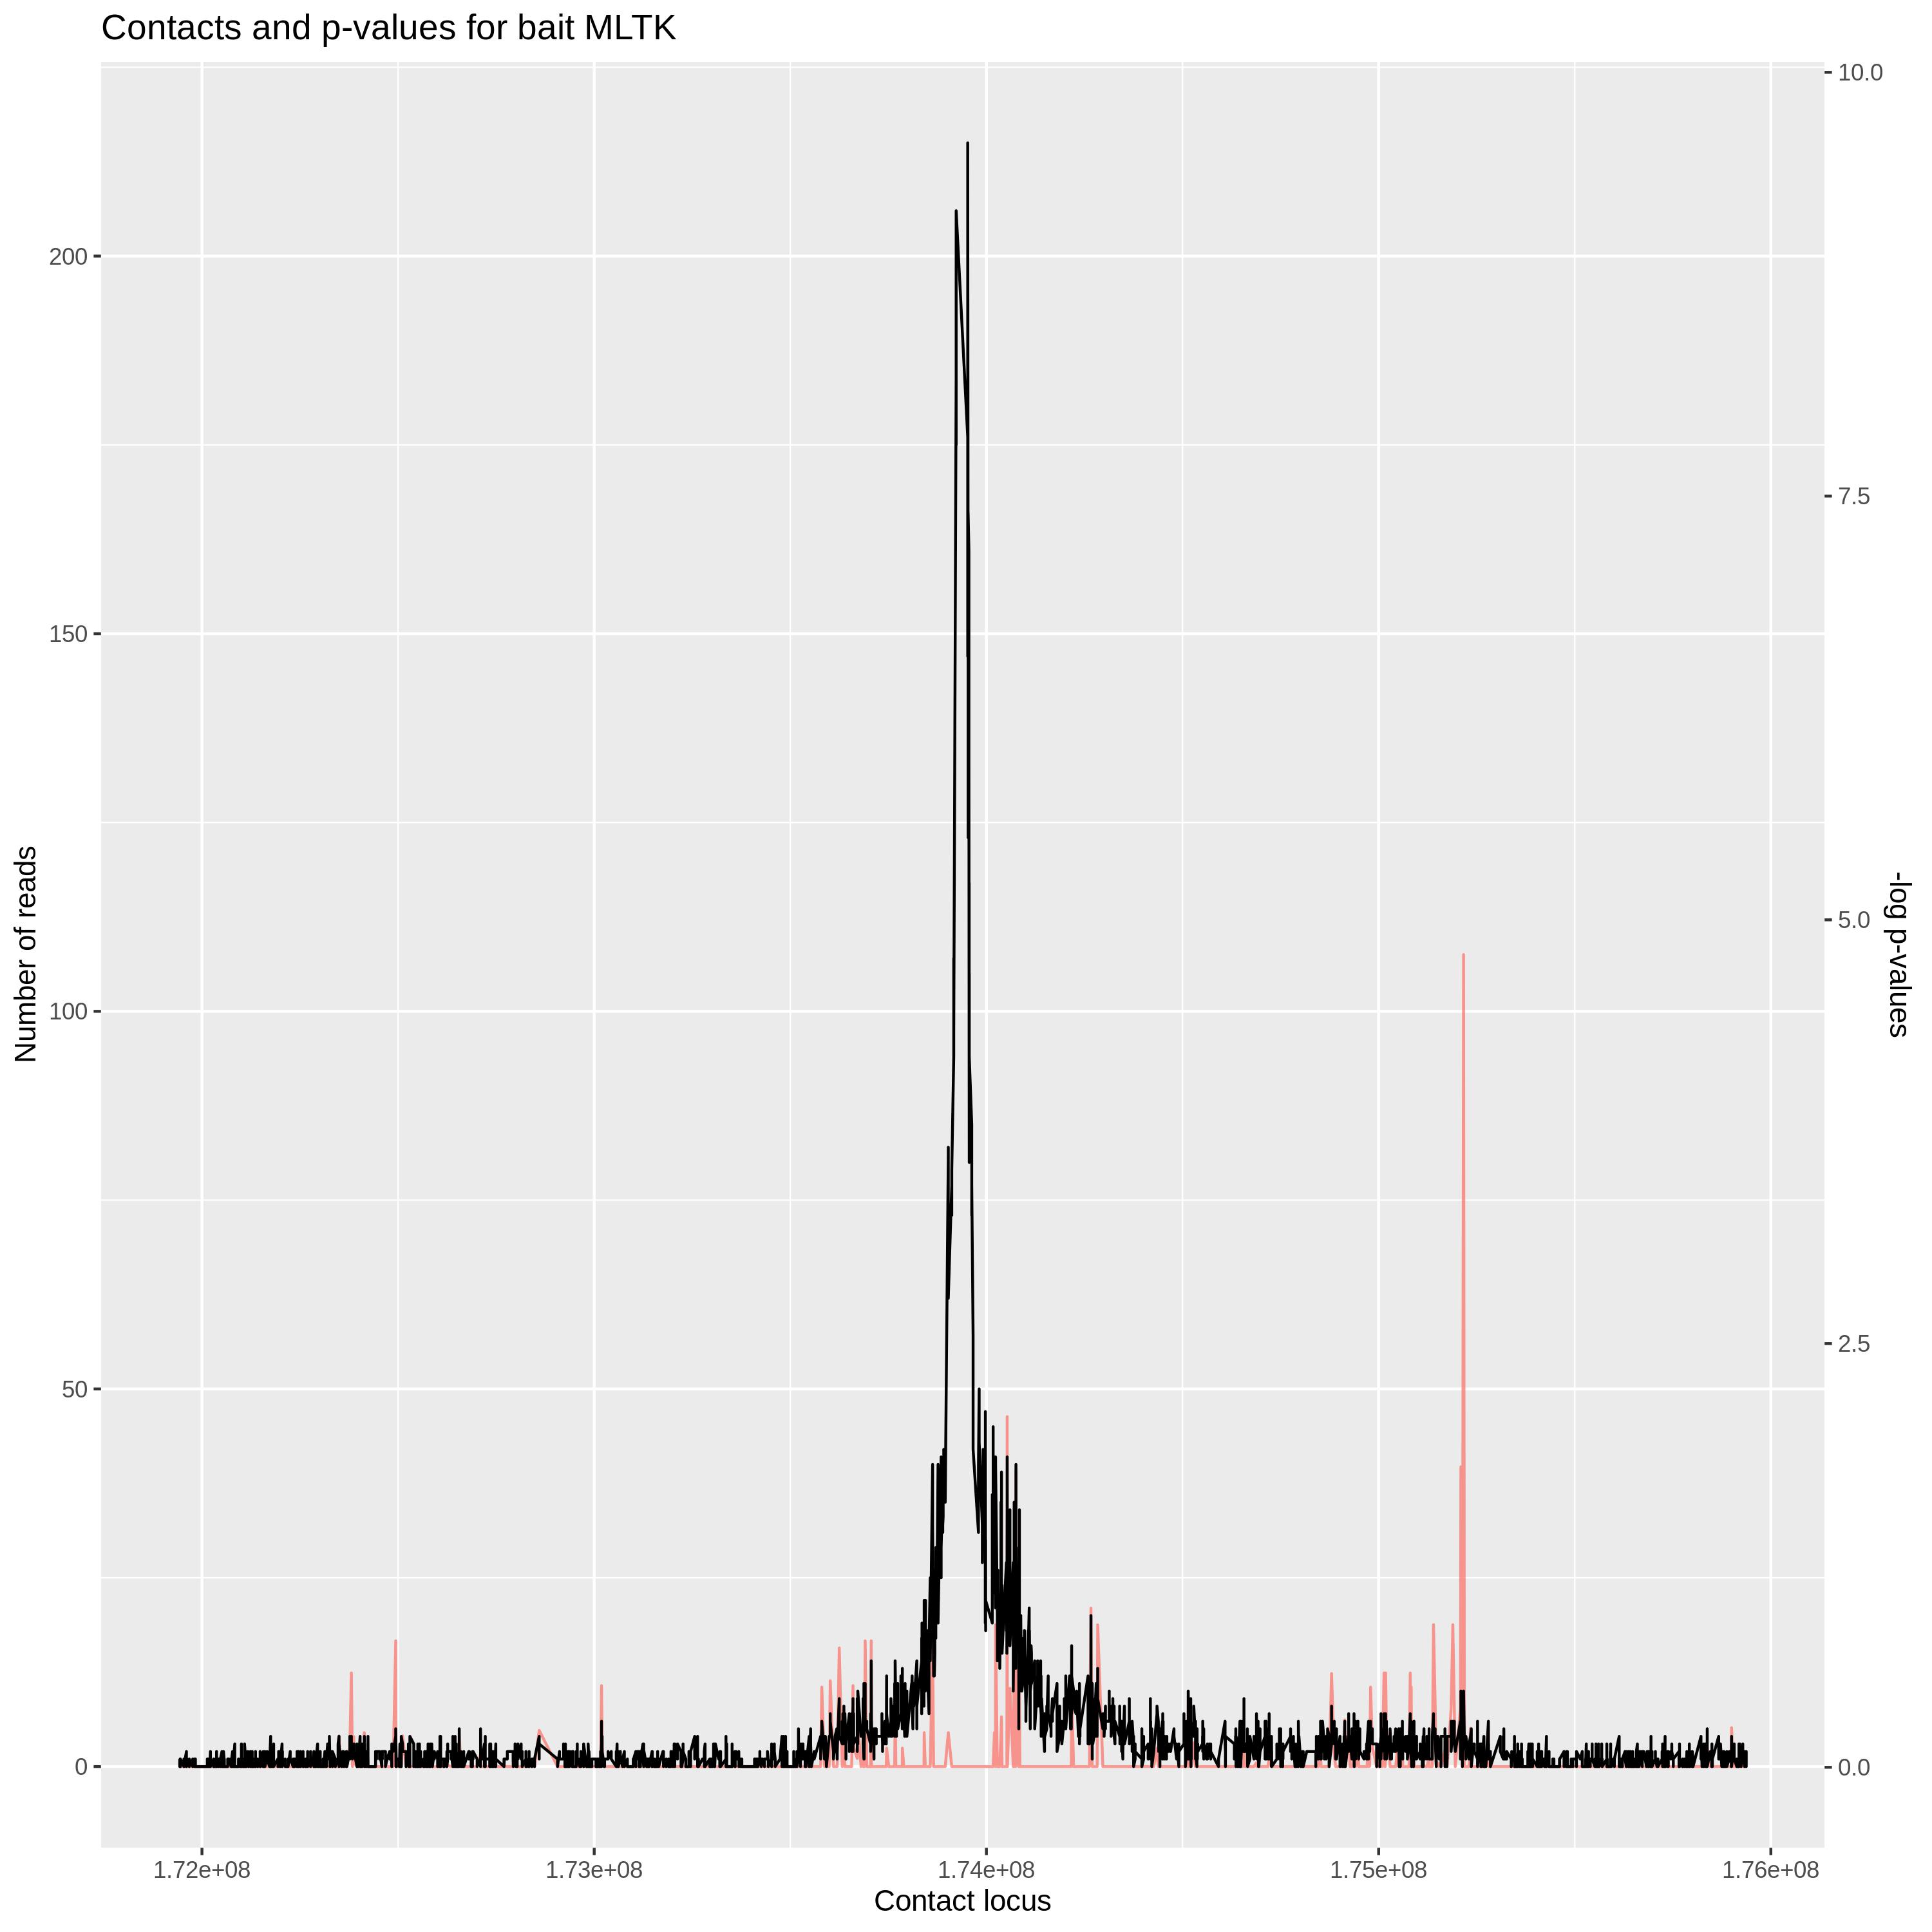 Contacts and p-values for bait MLTK
Number of reads
200
150
100
50
0
10.0
7.5
5.0
2.5
0.0
-log p-values
1.72e+08
1.73e+08
1.74e+08
1.75e+08
1.76e+08
Contact locus